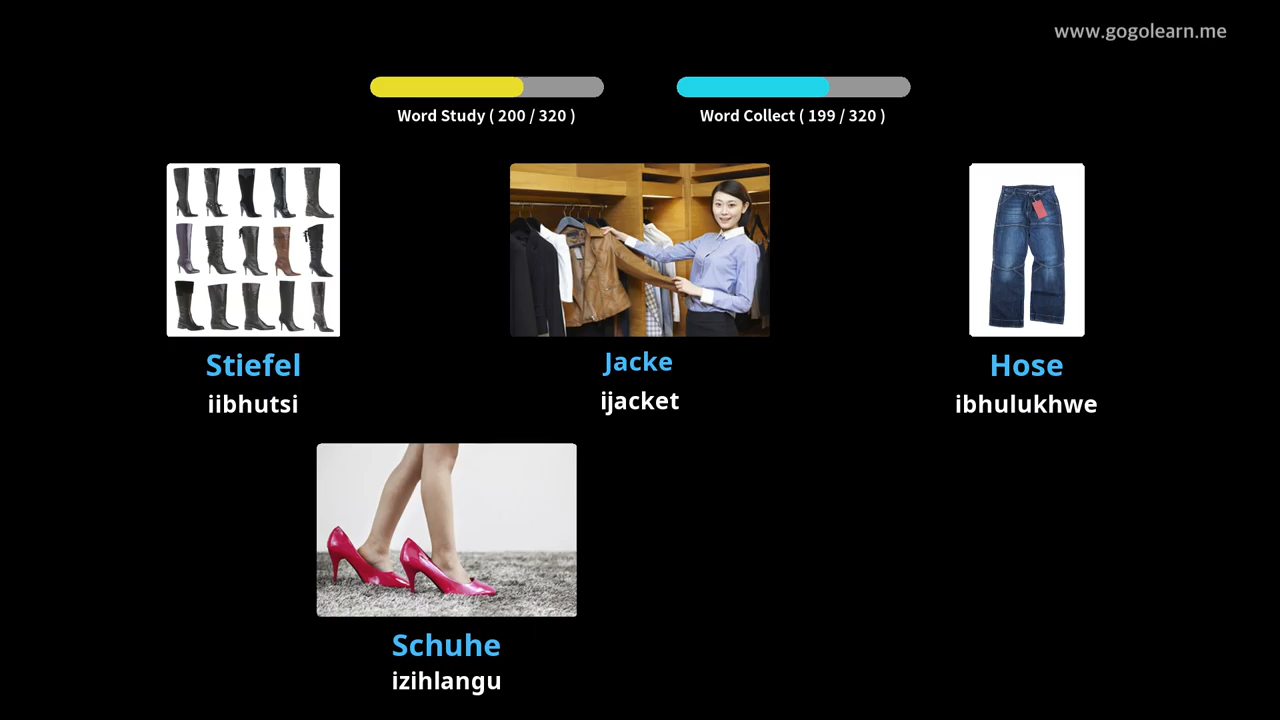 www.gogolearn.me
Word Study ( 200 / 320 )
Word Collect ( 199 / 320 )
Stiefel
iibhutsi
Jacke
ijacket
Hose
ibhulukhwe
Schuhe
izihlangu